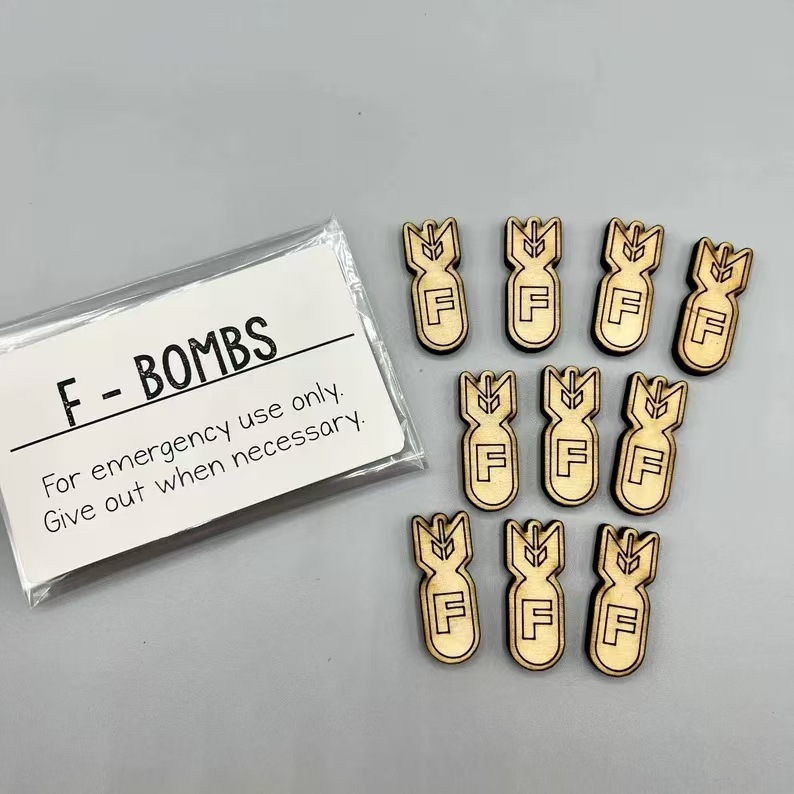 F - BOMBS
For emergency use only.
Give out when necessary.
F F F F
F F F
F F F